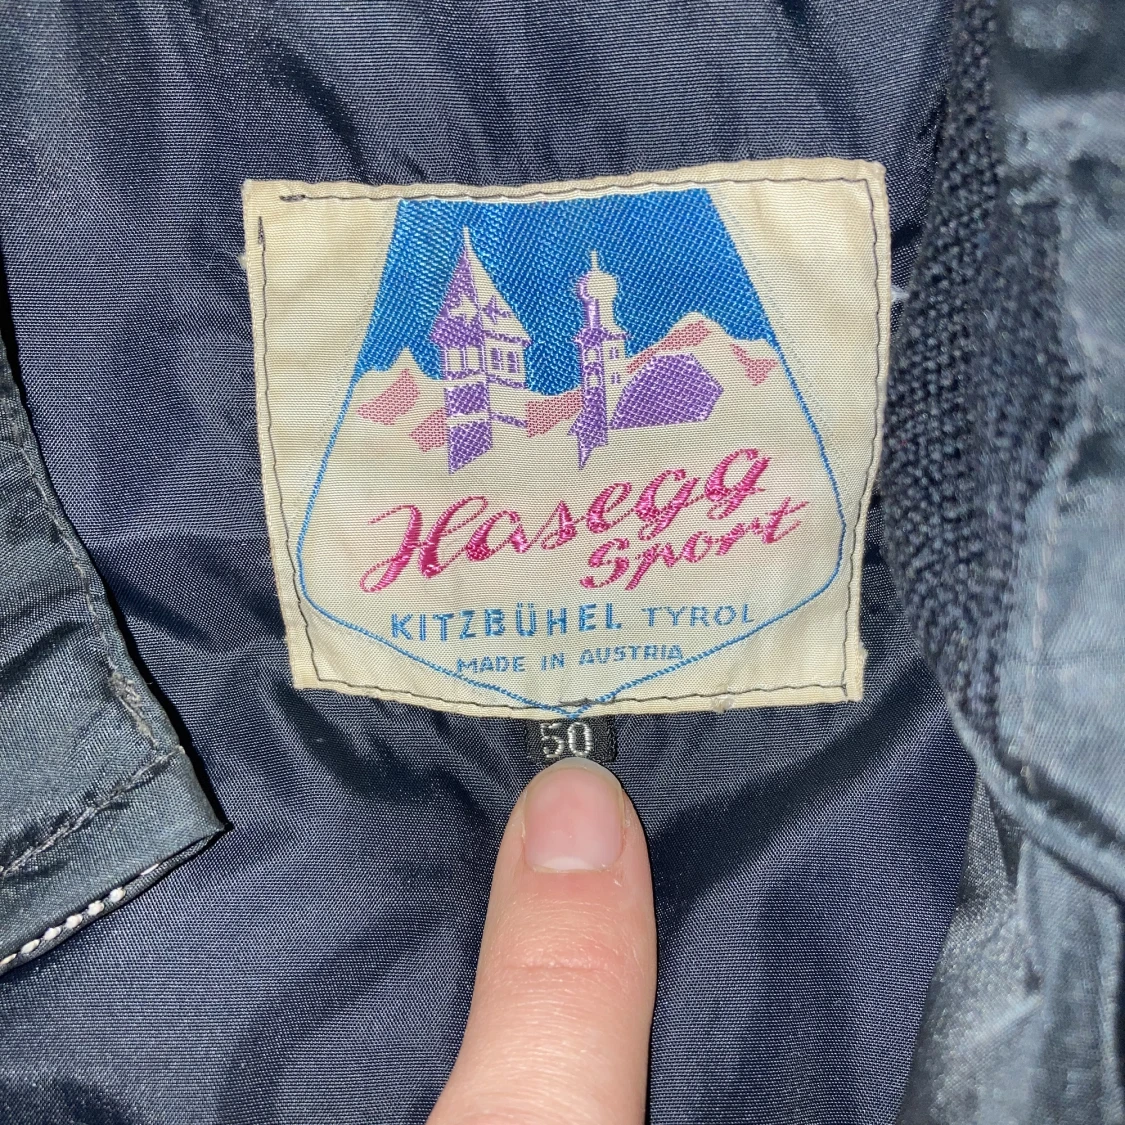 Hasegg
Sport
KITZBÜHEL TYROL
MADE IN AUSTRIA
50